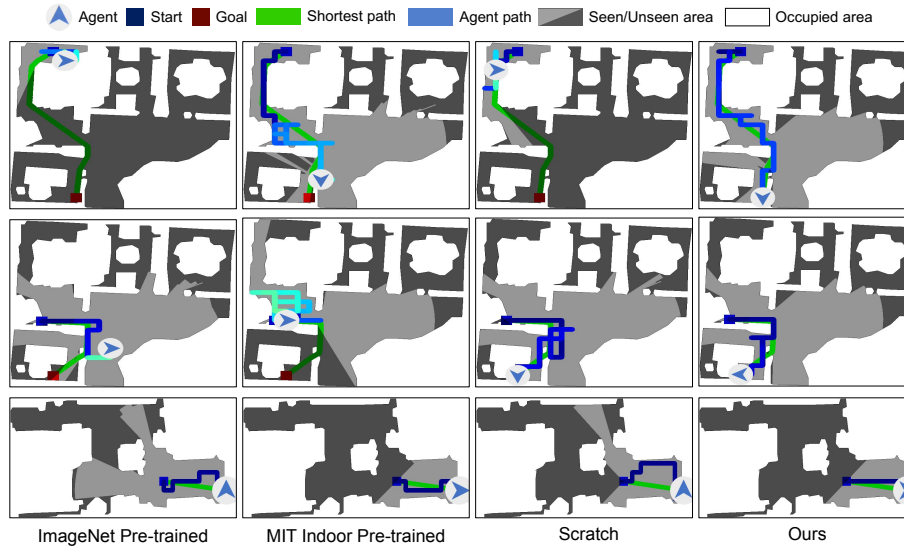 Agent Start Goal Shortest path Agent path Seen/Unseen area Occupied area
ImageNet Pre-trained MIT Indoor Pre-trained Scratch Ours